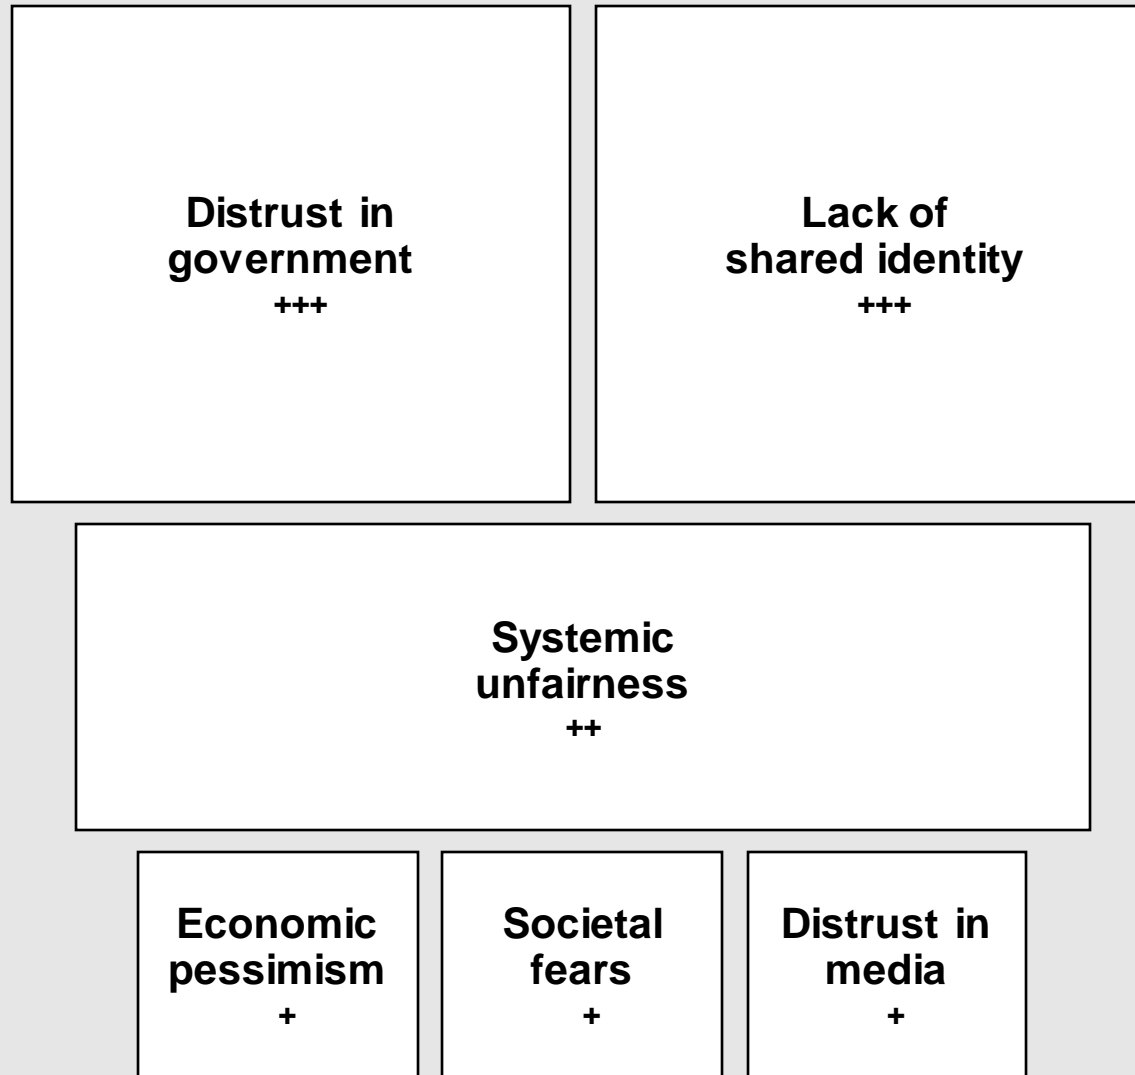 Distrust in
government
+++
Lack of
shared identity
+++
Systemic
unfairness
++
Economic
pessimism
+
Societal
fears
+
Distrust in
media
+